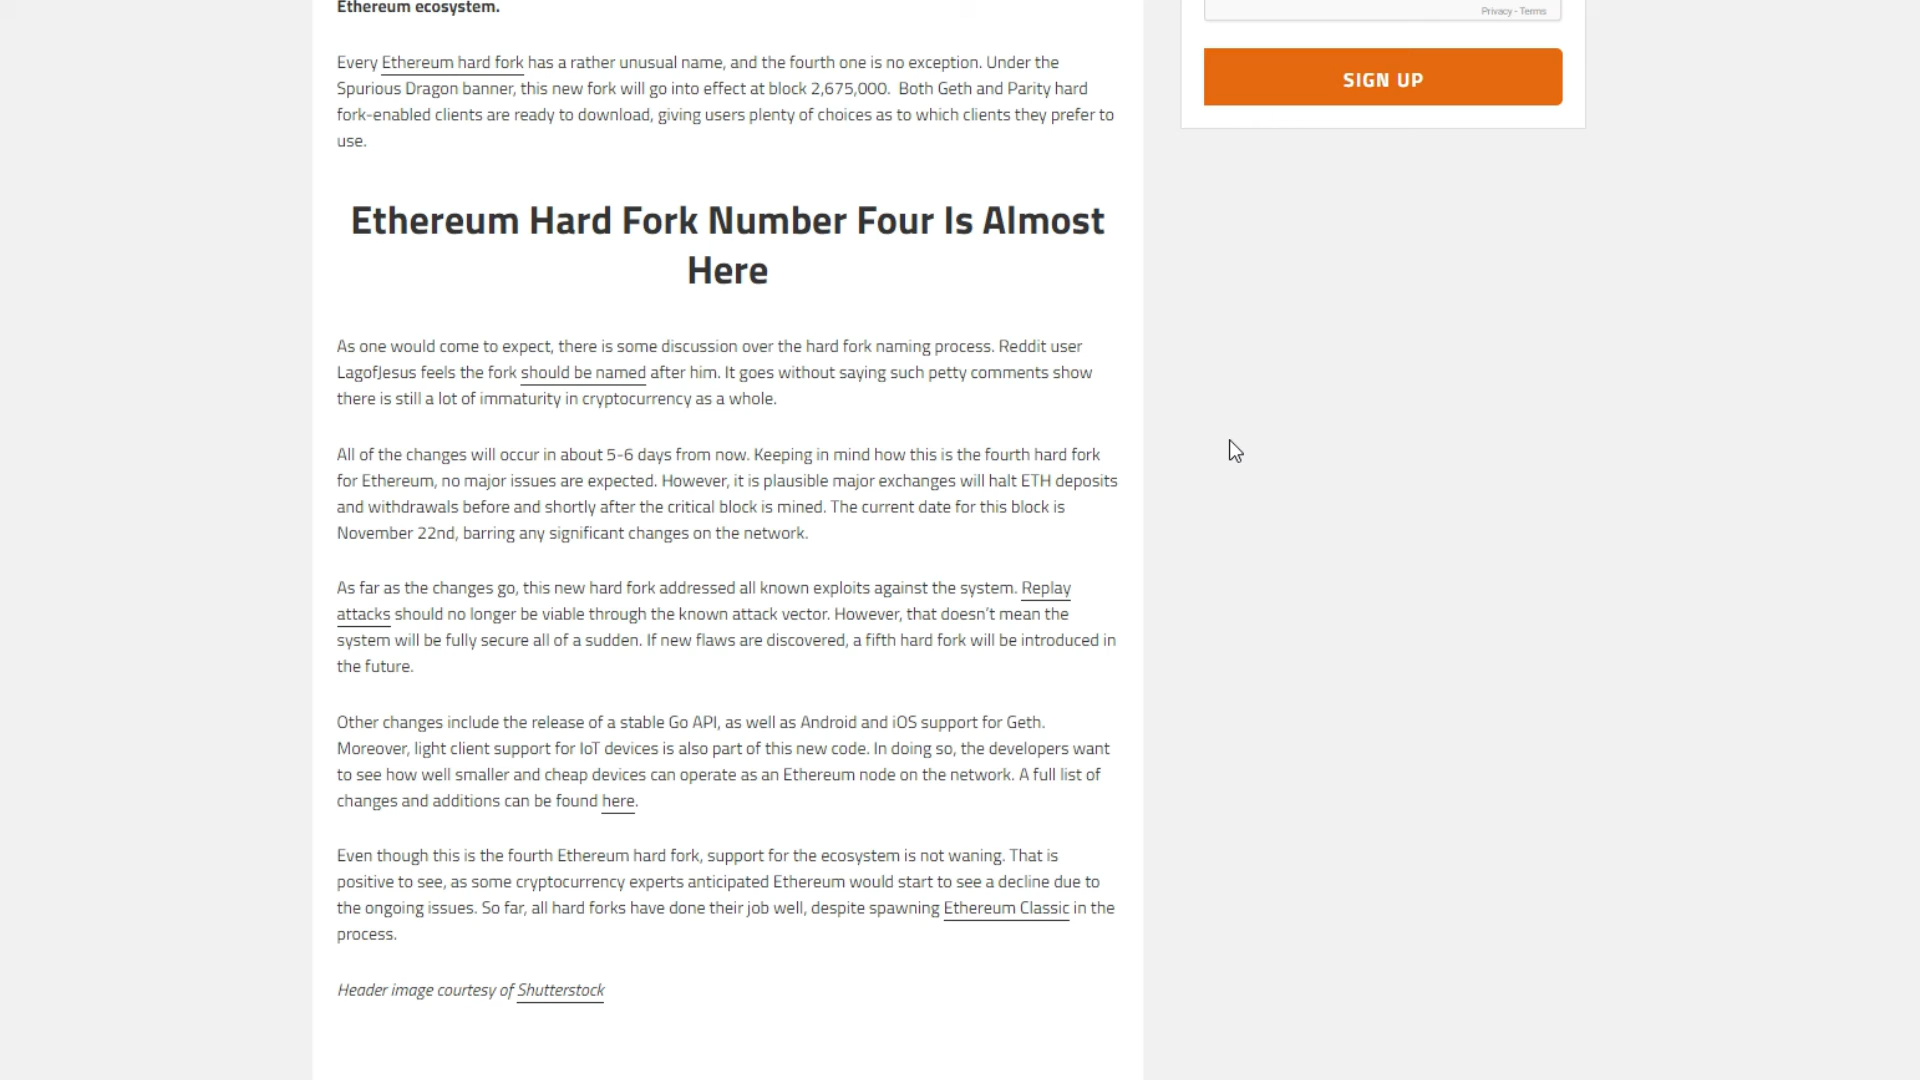 Ethereum ecosystem.
Privacy - Terms
SIGN UP
Every Ethereum hard fork has a rather unusual name, and the fourth one is no exception. Under the
Spurious Dragon banner, this new fork will go into effect at block 2,675,000.  Both Geth and Parity hard
fork-enabled clients are ready to download, giving users plenty of choices as to which clients they prefer to
use.
Ethereum Hard Fork Number Four Is Almost
Here
As one would come to expect, there is some discussion over the hard fork naming process. Reddit user
LagofJesus feels the fork should be named after him. It goes without saying such petty comments show
there is still a lot of immaturity in cryptocurrency as a whole.
All of the changes will occur in about 5-6 days from now. Keeping in mind how this is the fourth hard fork
for Ethereum, no major issues are expected. However, it is plausible major exchanges will halt ETH deposits
and withdrawals before and shortly after the critical block is mined. The current date for this block is
November 22nd, barring any significant changes on the network.
As far as the changes go, this new hard fork addressed all known exploits against the system. Replay
attacks should no longer be viable through the known attack vector. However, that doesn't mean the
system will be fully secure all of a sudden. If new flaws are discovered, a fifth hard fork will be introduced in
the future.
Other changes include the release of a stable Go API, as well as Android and iOS support for Geth.
Moreover, light client support for IoT devices is also part of this new code. In doing so, the developers want
to see how well smaller and cheap devices can operate as an Ethereum node on the network. A full list of
changes and additions can be found here.
Even though this is the fourth Ethereum hard fork, support for the ecosystem is not waning. That is
positive to see, as some cryptocurrency experts anticipated Ethereum would start to see a decline due to
the ongoing issues. So far, all hard forks have done their job well, despite spawning Ethereum Classic in the
process.
Header image courtesy of Shutterstock